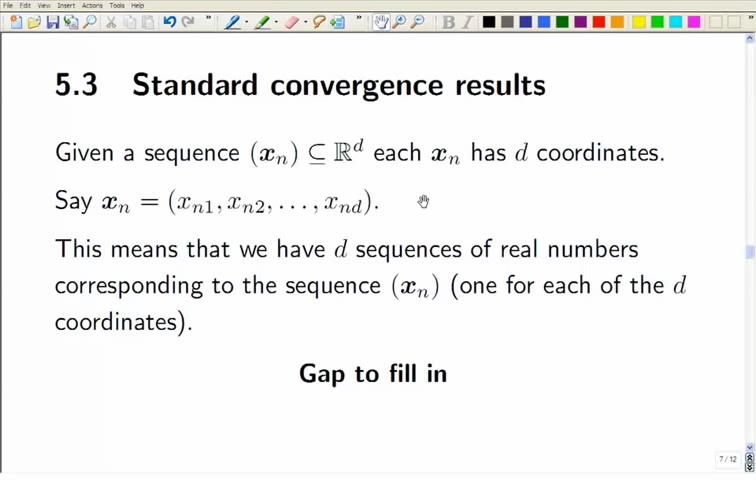 File Edit View Insert Actions Tools Help
5.3 Standard convergence results
Given a sequence (xₙ) ⊆ ℝᵈ each xₙ has d coordinates.
Say xₙ = (xₙ₁, xₙ₂, . . . , xₙd).
This means that we have d sequences of real numbers
corresponding to the sequence (xₙ) (one for each of the d
coordinates).
Gap to fill in
7 / 12